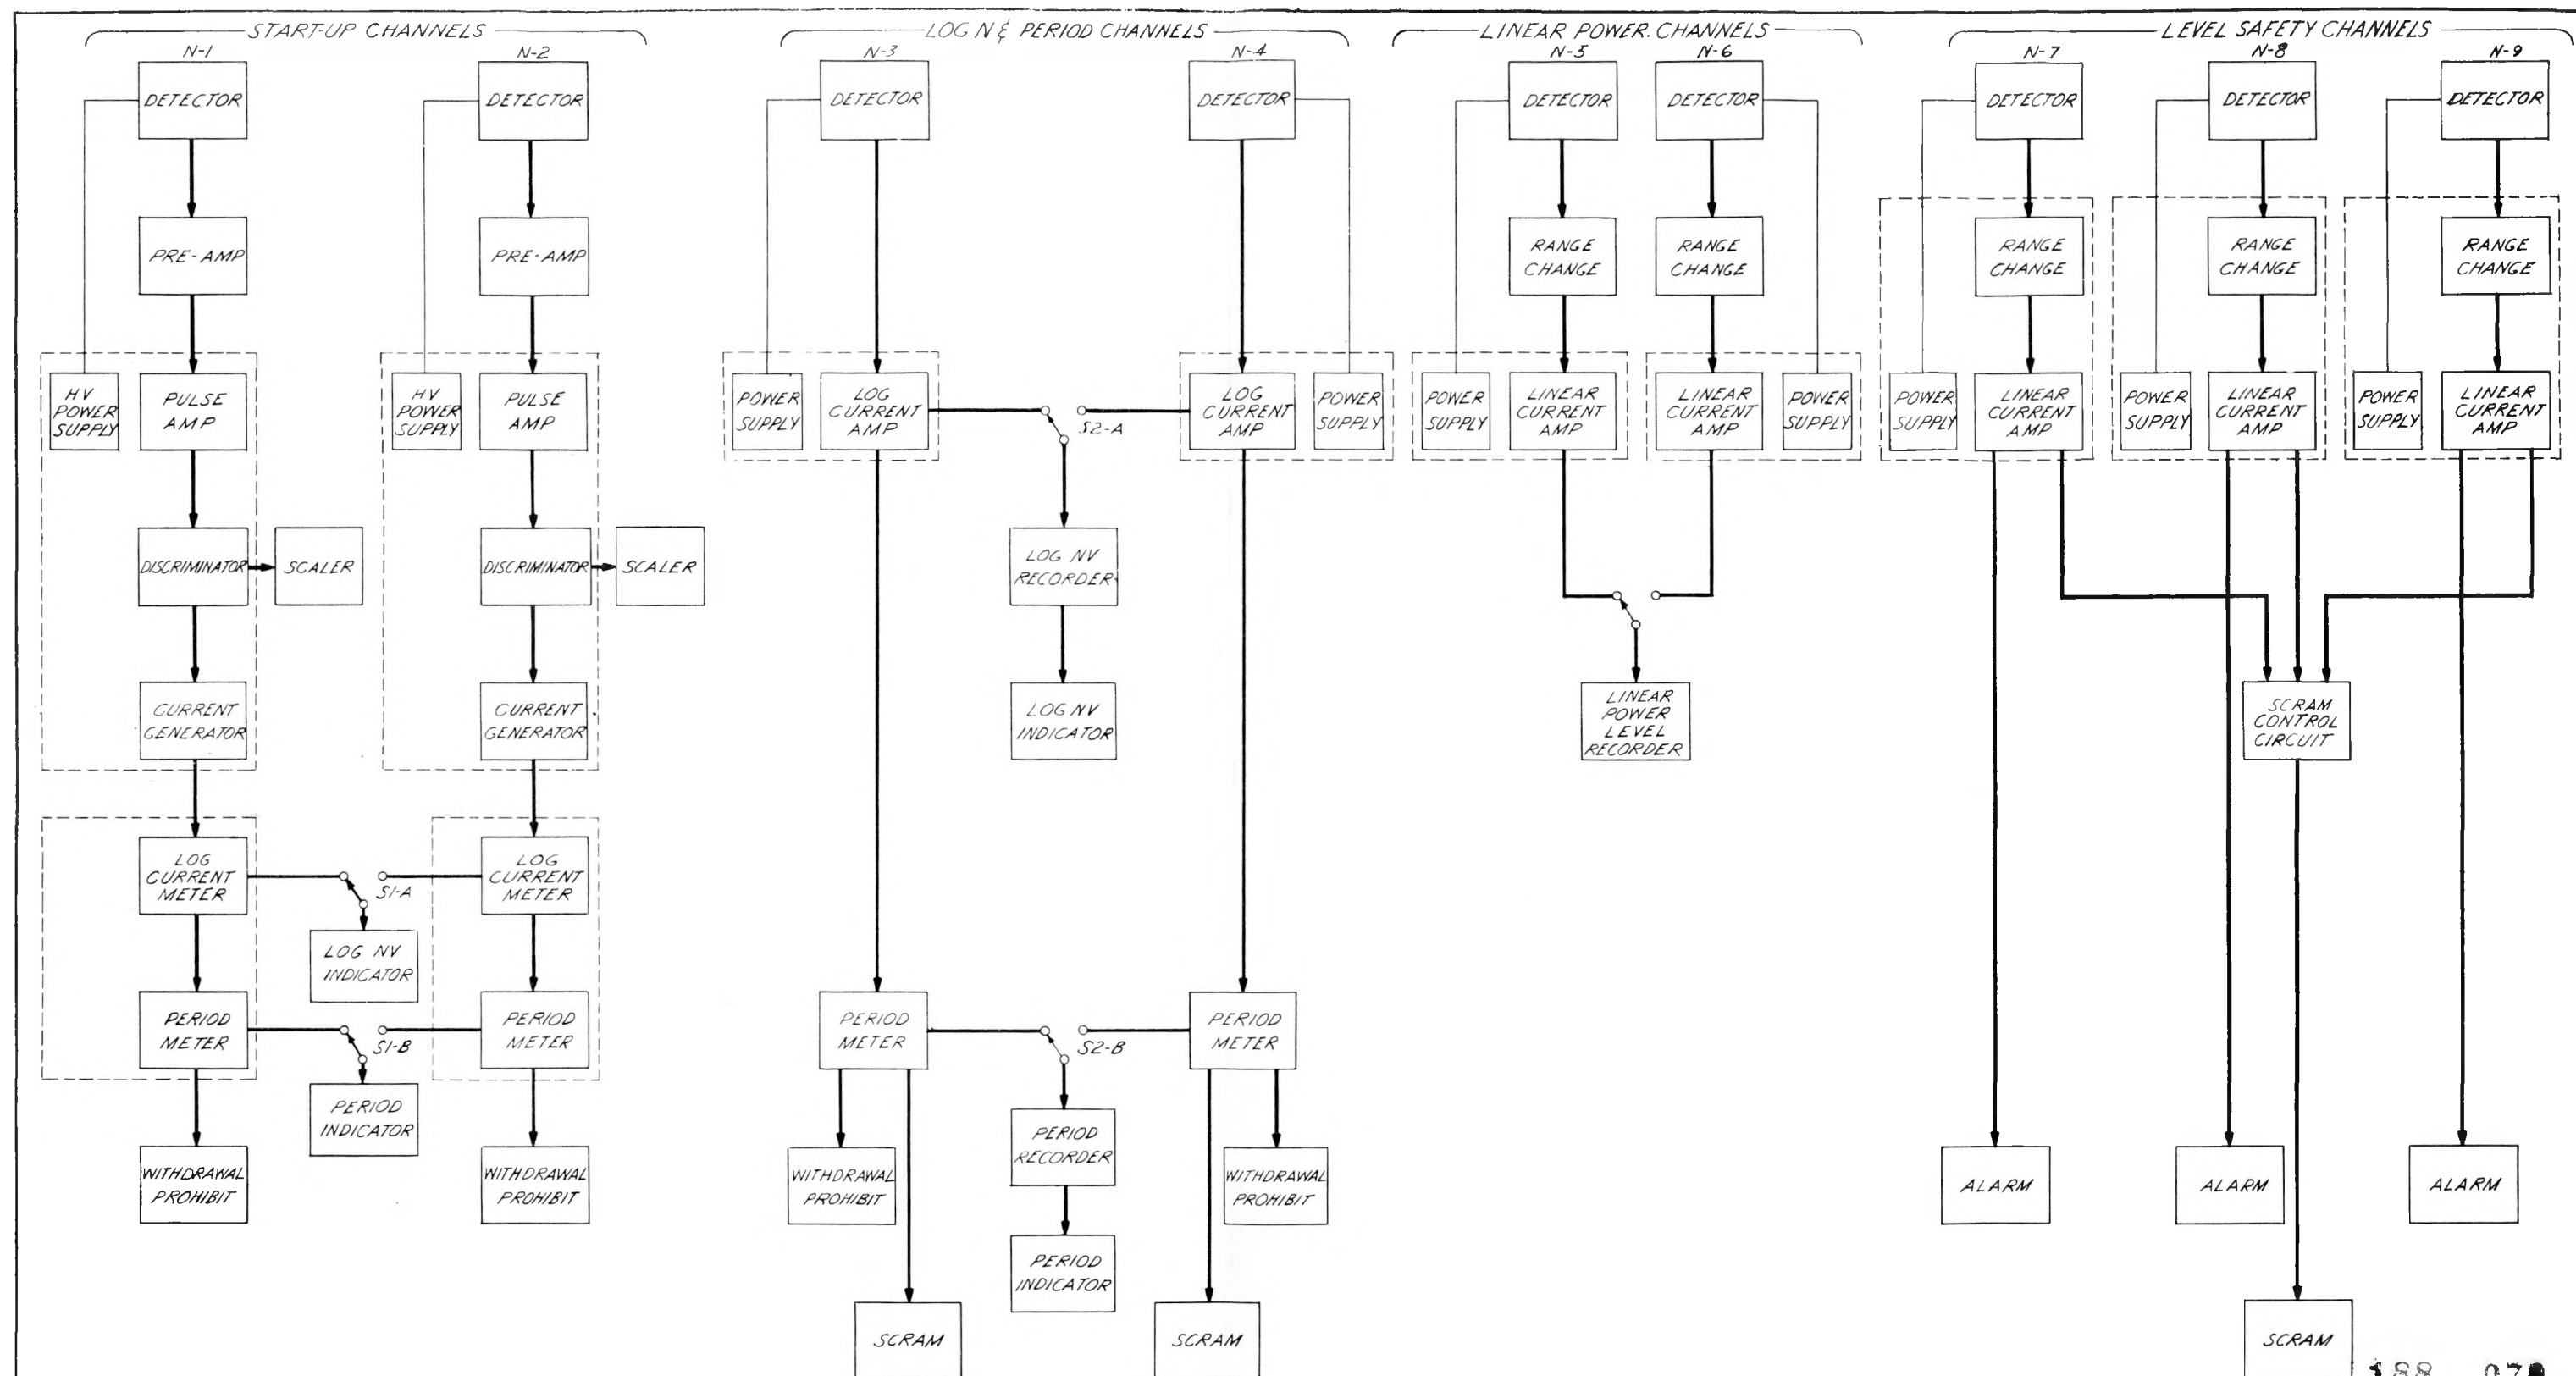 START-UP CHANNELS
LOG N & PERIOD CHANNELS
LINEAR POWER. CHANNELS
LEVEL SAFETY CHANNELS
N-1
N-2
N-3
N-4
N-5
N-6
N-7
N-8
N-9
DETECTOR
DETECTOR
DETECTOR
DETECTOR
DETECTOR
DETECTOR
DETECTOR
DETECTOR
DETECTOR
PRE-AMP
PRE-AMP
RANGE
CHANGE
RANGE
CHANGE
RANGE
CHANGE
RANGE
CHANGE
RANGE
CHANGE
HV
POWER
SUPPLY
PULSE
AMP
HV
POWER
SUPPLY
PULSE
AMP
POWER
SUPPLY
LOG
CURRENT
AMP
S2-A
LOG
CURRENT
AMP
POWER
SUPPLY
POWER
SUPPLY
LINEAR
CURRENT
AMP
LINEAR
CURRENT
AMP
POWER
SUPPLY
POWER
SUPPLY
LINEAR
CURRENT
AMP
POWER
SUPPLY
LINEAR
CURRENT
AMP
POWER
SUPPLY
LINEAR
CURRENT
AMP
DISCRIMINATOR
SCALER
DISCRIMINATOR
SCALER
LOG NV
RECORDER
CURRENT
GENERATOR
CURRENT
GENERATOR
LOG NV
INDICATOR
LINEAR
POWER
LEVEL
RECORDER
SCRAM
CONTROL
CIRCUIT
LOG
CURRENT
METER
S1-A
LOG
CURRENT
METER
LOG NV
INDICATOR
PERIOD
METER
S1-B
PERIOD
METER
PERIOD
METER
S2-B
PERIOD
METER
PERIOD
INDICATOR
PERIOD
RECORDER
WITHDRAWAL
PROHIBIT
WITHDRAWAL
PROHIBIT
WITHDRAWAL
PROHIBIT
WITHDRAWAL
PROHIBIT
ALARM
ALARM
ALARM
PERIOD
INDICATOR
SCRAM
SCRAM
SCRAM